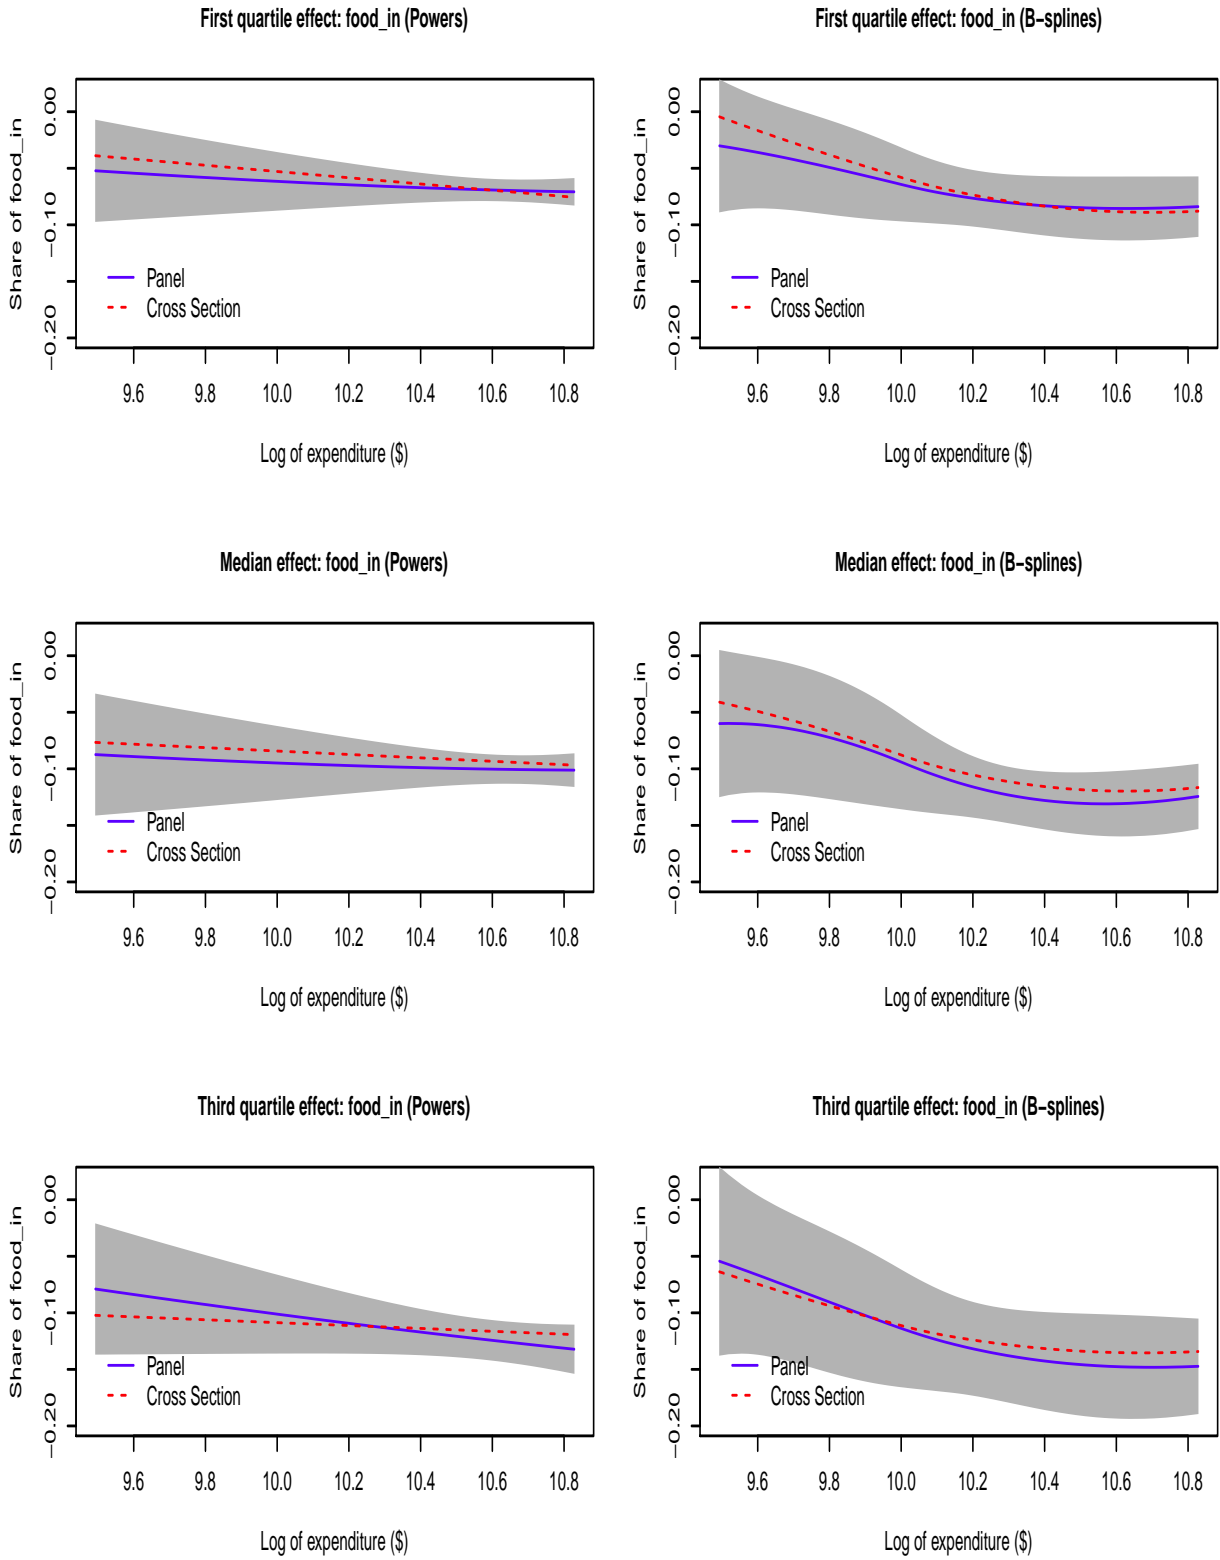 First quartile effect: food_in (Powers)
Share of food_in
0.00
−0.10
−0.20
Panel
Cross Section
9.6 9.8 10.0 10.2 10.4 10.6 10.8
Log of expenditure ($)
First quartile effect: food_in (B−splines)
Share of food_in
0.00
−0.10
−0.20
Panel
Cross Section
9.6 9.8 10.0 10.2 10.4 10.6 10.8
Log of expenditure ($)
Median effect: food_in (Powers)
Share of food_in
0.00
−0.10
−0.20
Panel
Cross Section
9.6 9.8 10.0 10.2 10.4 10.6 10.8
Log of expenditure ($)
Median effect: food_in (B−splines)
Share of food_in
0.00
−0.10
−0.20
Panel
Cross Section
9.6 9.8 10.0 10.2 10.4 10.6 10.8
Log of expenditure ($)
Third quartile effect: food_in (Powers)
Share of food_in
0.00
−0.10
−0.20
Panel
Cross Section
9.6 9.8 10.0 10.2 10.4 10.6 10.8
Log of expenditure ($)
Third quartile effect: food_in (B−splines)
Share of food_in
0.00
−0.10
−0.20
Panel
Cross Section
9.6 9.8 10.0 10.2 10.4 10.6 10.8
Log of expenditure ($)